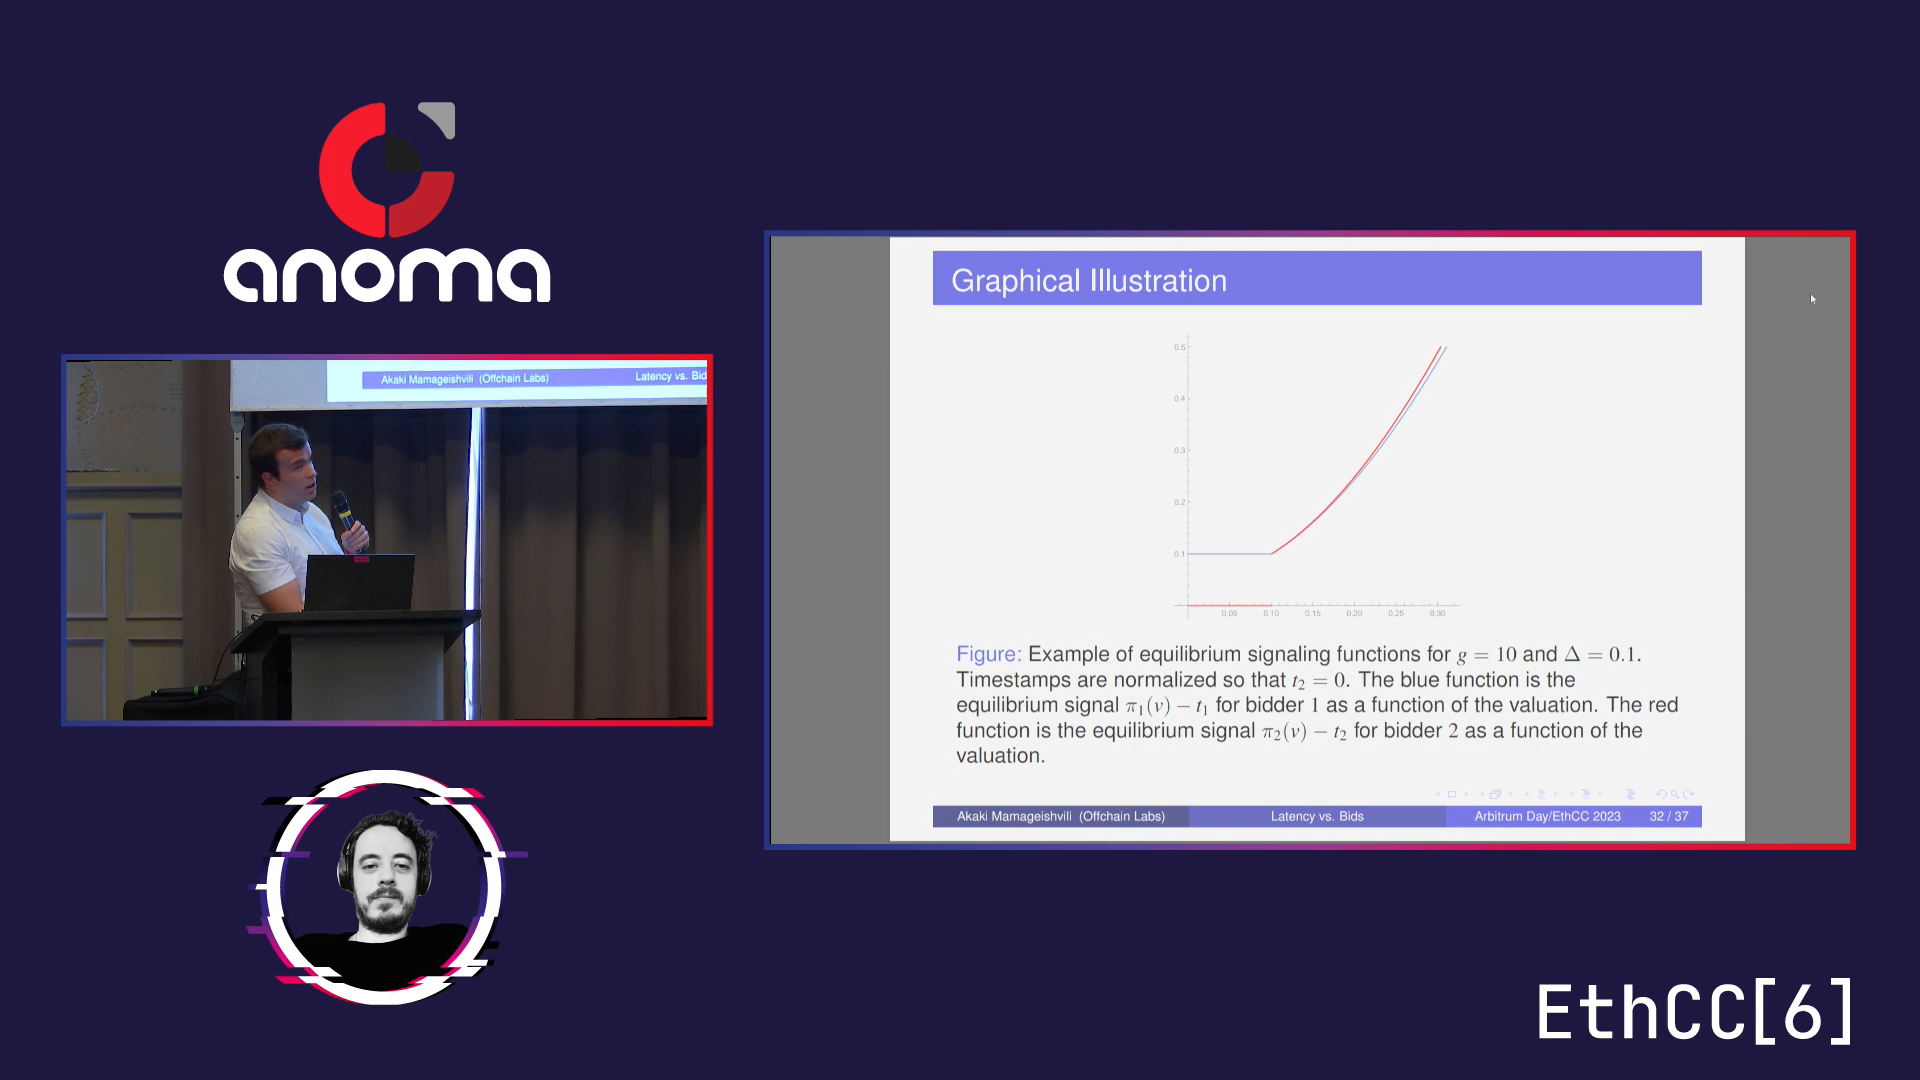 anoma
Akaki Mamageishvili (Offchain Labs)
Latency vs. Bid
Graphical Illustration
0.5
0.4
0.3
0.2
0.1
0.05 0.10 0.15 0.20 0.25 0.30
Figure: Example of equilibrium signaling functions for g = 10 and Δ = 0.1.
Timestamps are normalized so that t₂ = 0. The blue function is the
equilibrium signal π₁(v) − t₁ for bidder 1 as a function of the valuation. The red
function is the equilibrium signal π₂(v) − t₂ for bidder 2 as a function of the
valuation.
Akaki Mamageishvili (Offchain Labs) Latency vs. Bids Arbitrum Day/EthCC 2023 32 / 37
EthCC[6]